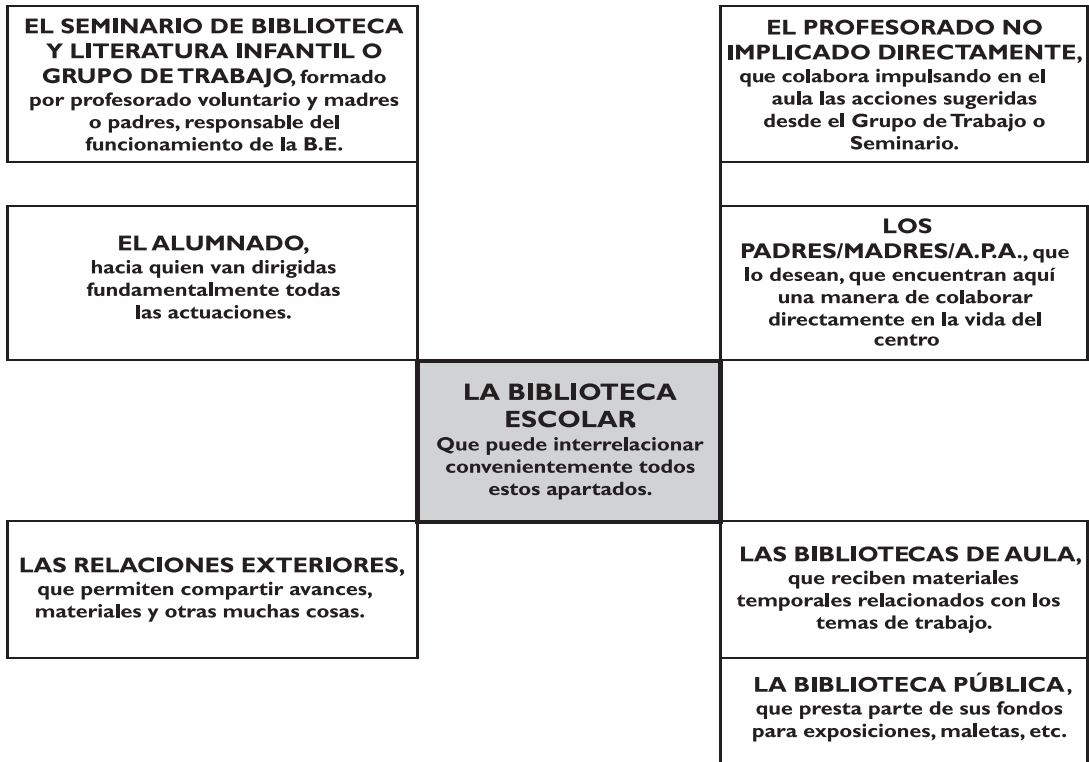 EL SEMINARIO DE BIBLIOTECA
Y LITERATURA INFANTIL O
GRUPO DE TRABAJO, formado
por profesorado voluntario y madres
o padres, responsable del
funcionamiento de la B.E.
EL PROFESORADO NO
IMPLICADO DIRECTAMENTE,
que colabora impulsando en el
aula las acciones sugeridas
desde el Grupo de Trabajo o
Seminario.
EL ALUMNADO,
hacia quien van dirigidas
fundamentalmente todas
las actuaciones.
LOS
PADRES/MADRES/A.P.A., que
lo desean, que encuentran aquí
una manera de colaborar
directamente en la vida del
centro
LA BIBLIOTECA
ESCOLAR
Que puede interrelacionar
convenientemente todos
estos apartados.
LAS RELACIONES EXTERIORES,
que permiten compartir avances,
materiales y otras muchas cosas.
LAS BIBLIOTECAS DE AULA,
que reciben materiales
temporales relacionados con los
temas de trabajo.
LA BIBLIOTECA PÚBLICA,
que presta parte de sus fondos
para exposiciones, maletas, etc.